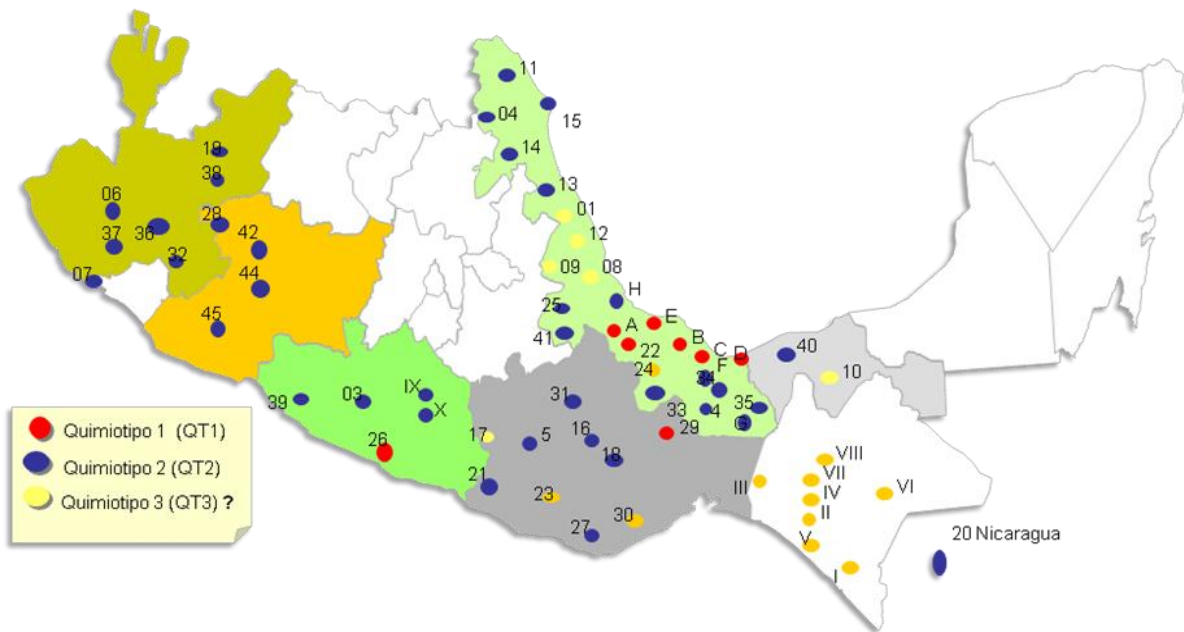 11
04
15
14
19
38
13
06
01
28
36
42
12
37
32
09
08
07
44
H
25
E
45
A
41
22
B
C
D
40
F
24
34
10
IX
31
39
03
X
33
4
35
G
17
5
16
29
26
18
VIII
21
III
VII
VI
23
IV
30
II
27
V
I
20 Nicaragua
Quimiotipo 1 (QT1)
Quimiotipo 2 (QT2)
Quimiotipo 3 (QT3) ?